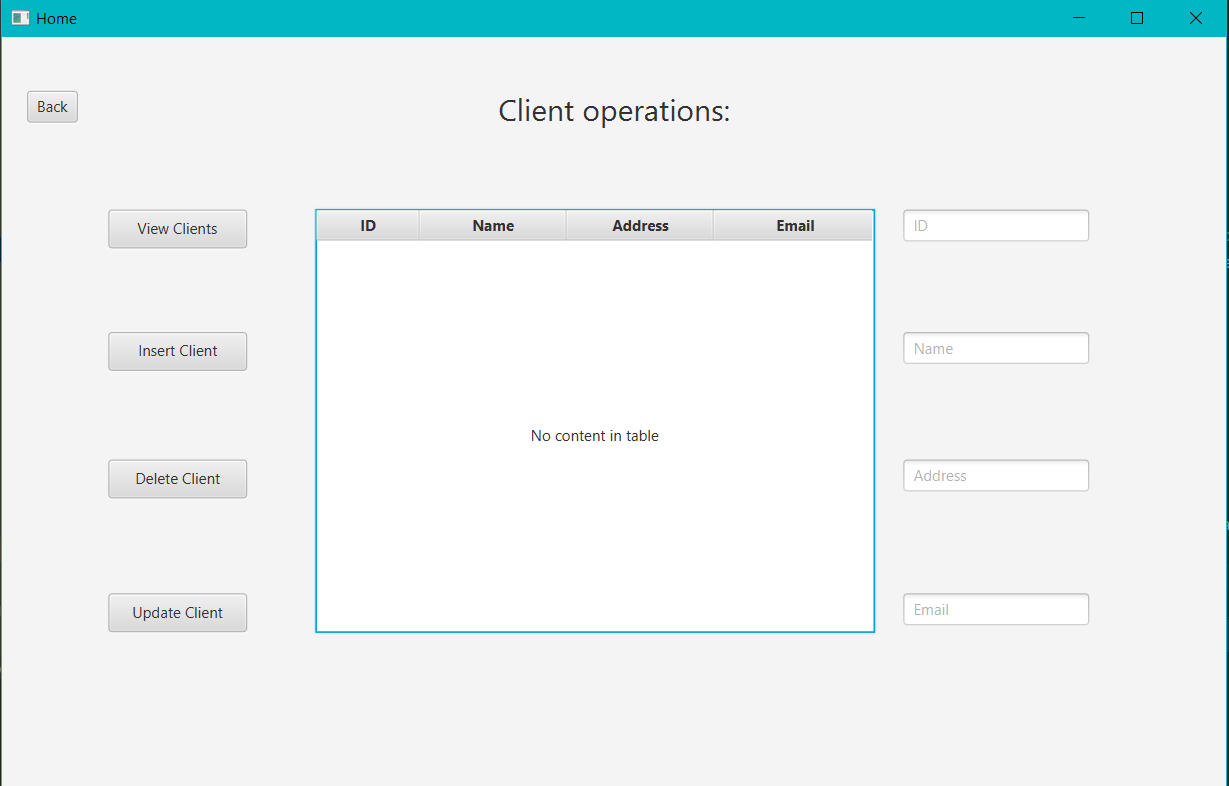 Home
Back
Client operations:
View Clients
ID Name Address Email
ID
Insert Client
Name
No content in table
Delete Client
Address
Update Client
Email